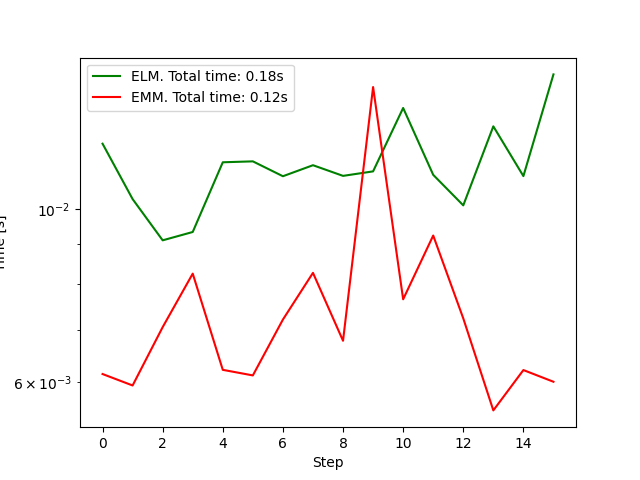 ELM. Total time: 0.18s
EMM. Total time: 0.12s
10⁻²
6 × 10⁻³
0 2 4 6 8 10 12 14
Step